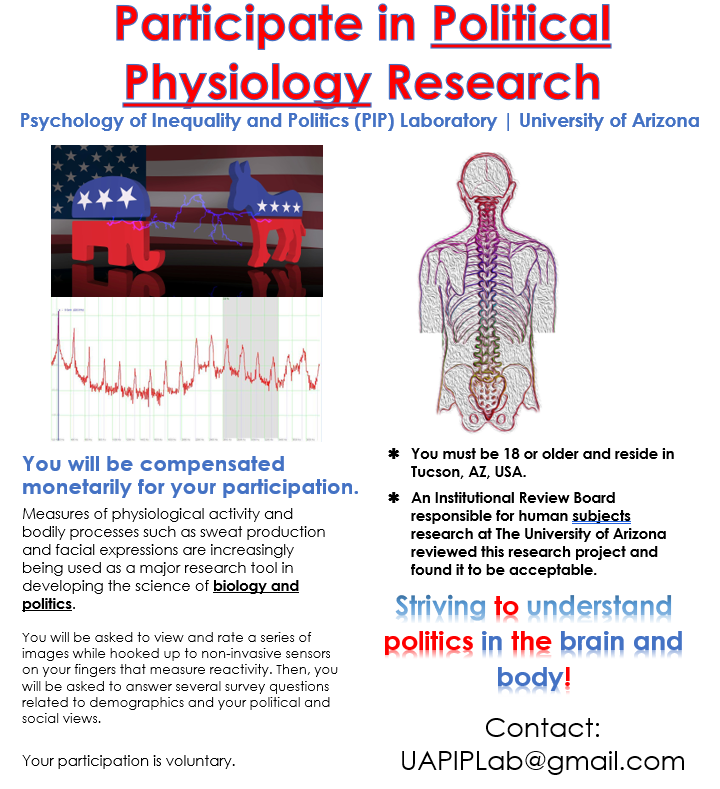 Participate in Political
Physiology Research
Psychology of Inequality and Politics (PIP) Laboratory | University of Arizona
You will be compensated
monetarily for your participation.
Measures of physiological activity and
bodily processes such as sweat production
and facial expressions are increasingly
being used as a major research tool in
developing the science of biology and
politics.
You will be asked to view and rate a series of
images while hooked up to non-invasive sensors
on your fingers that measure reactivity. Then, you
will be asked to answer several survey questions
related to demographics and your political and
social views.
Your participation is voluntary.
✱ You must be 18 or older and reside in
Tucson, AZ, USA.
✱ An Institutional Review Board
responsible for human subjects
research at The University of Arizona
reviewed this research project and
found it to be acceptable.
Striving to understand
politics in the brain and
body!
Contact:
UAPIPLab@gmail.com